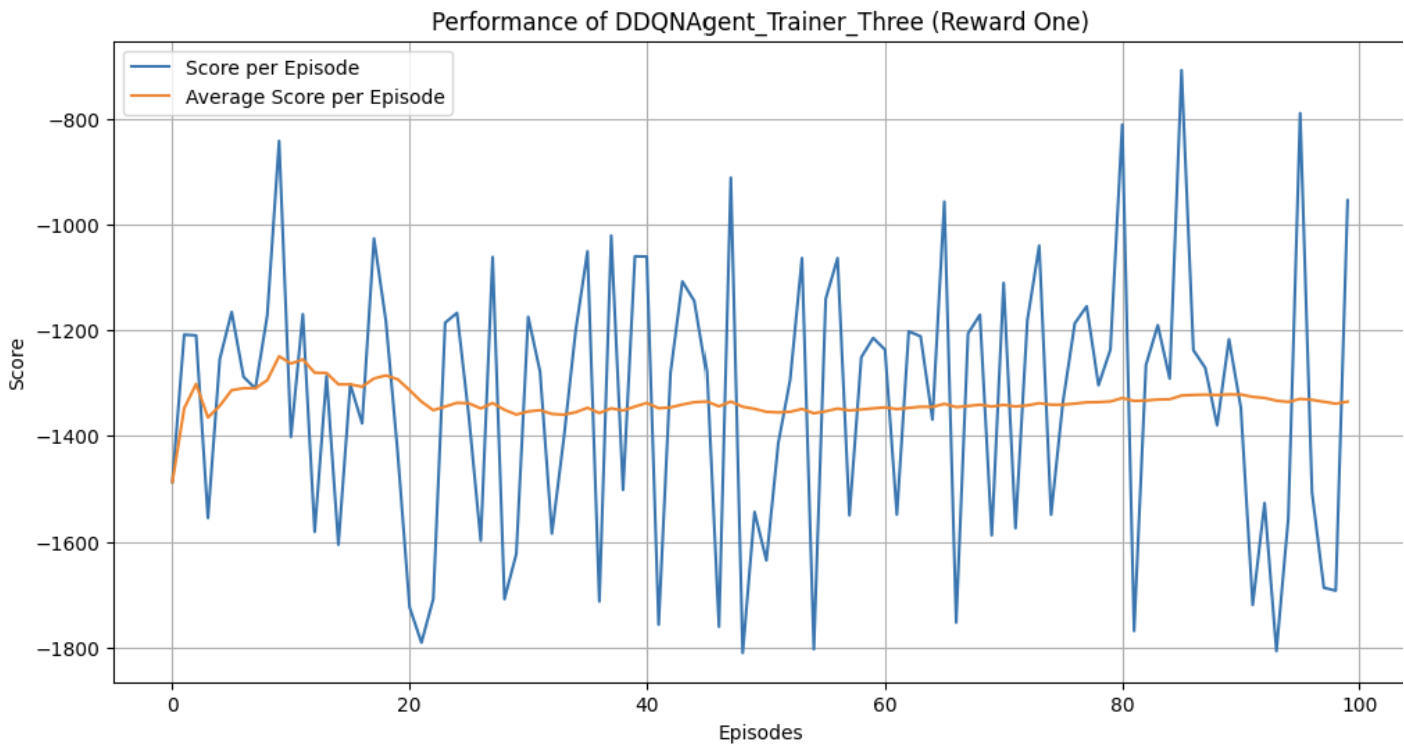 Performance of DDQNAgent_Trainer_Three (Reward One)
Score per Episode
Average Score per Episode
−800
−1000
−1200
−1400
−1600
−1800
Score
0
20
40
60
80
100
Episodes